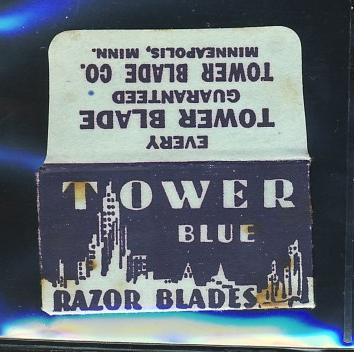 EVERY
TOWER BLADE
GUARANTEED
TOWER BLADE CO.
MINNEAPOLIS, MINN.
TOWER
BLUE
RAZOR BLADES